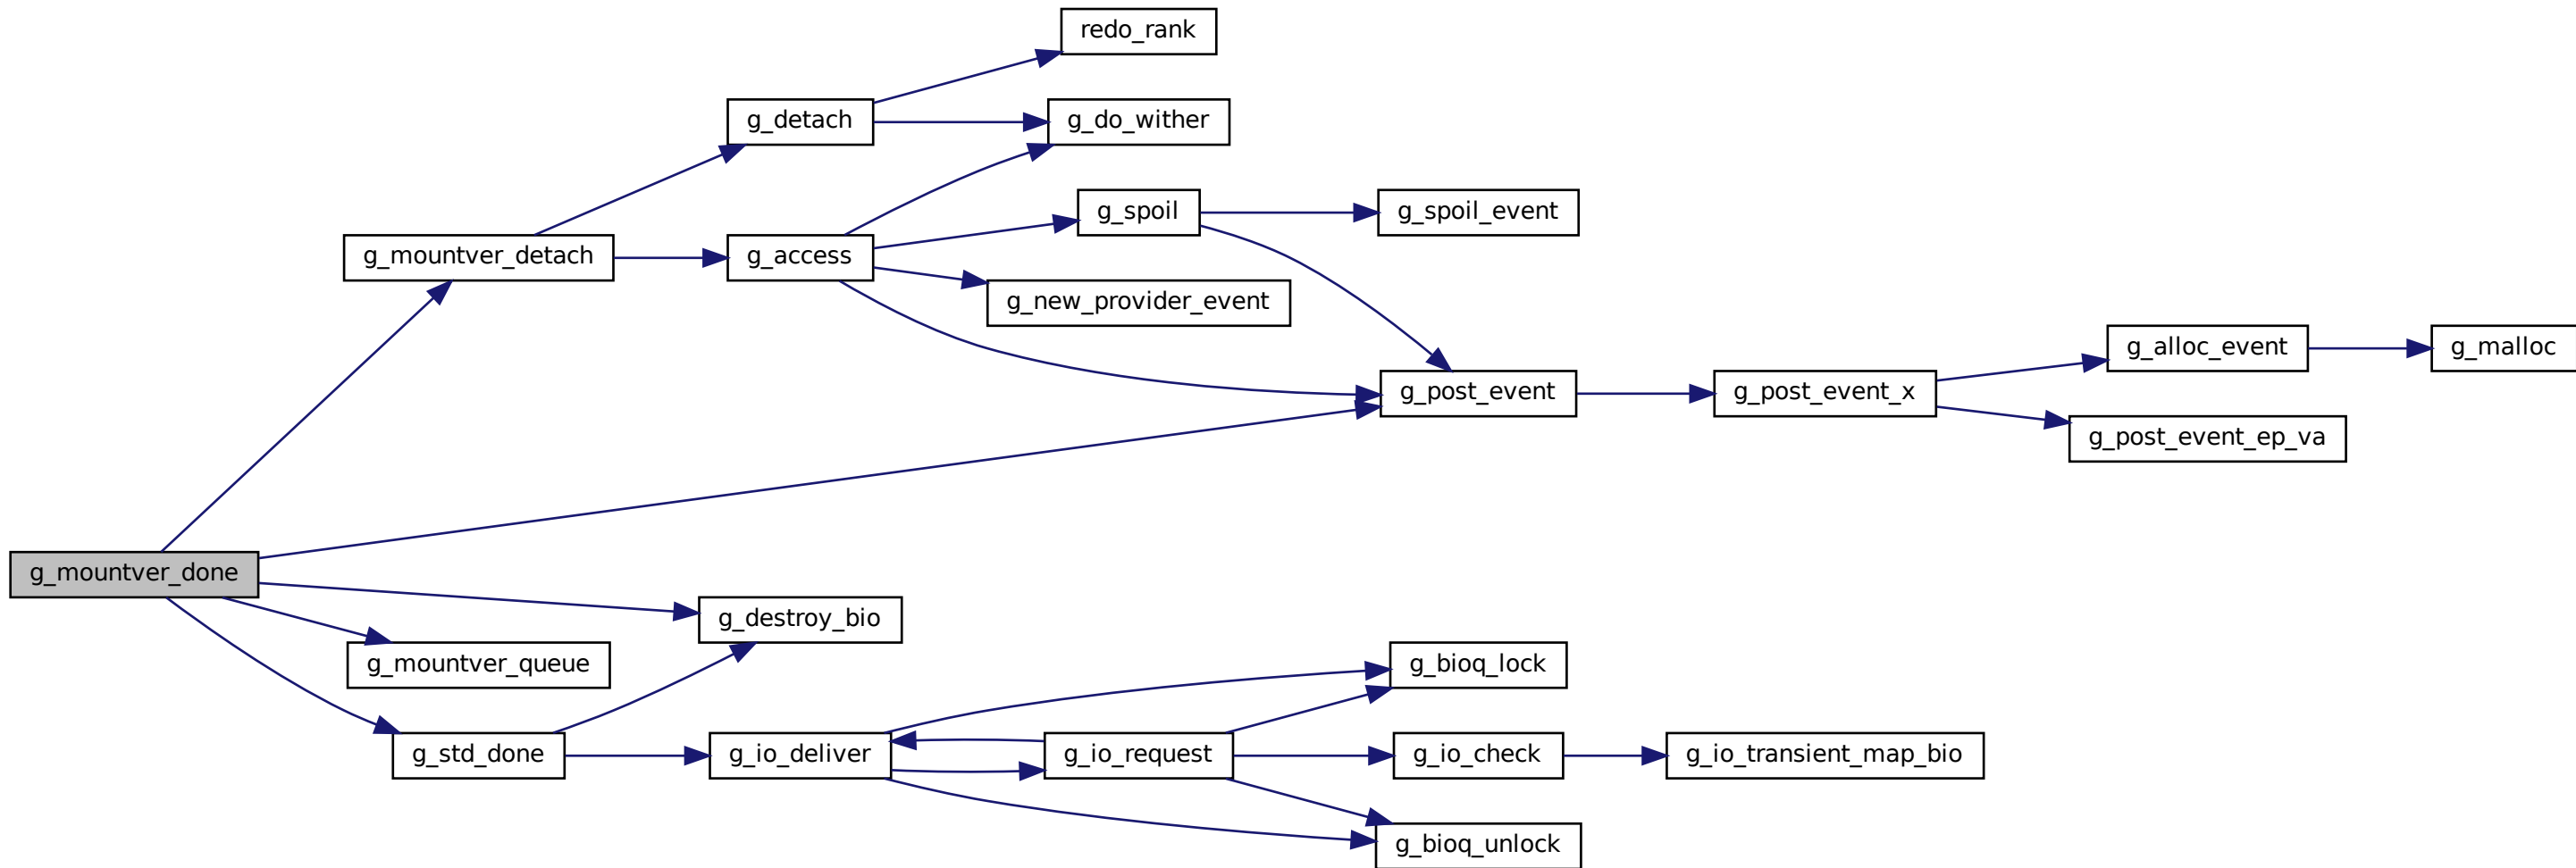 redo_rank
g_detach
g_do_wither
g_spoil
g_spoil_event
g_mountver_detach
g_access
g_new_provider_event
g_alloc_event
g_malloc
g_post_event
g_post_event_x
g_post_event_ep_va
g_mountver_done
g_destroy_bio
g_mountver_queue
g_bioq_lock
g_std_done
g_io_deliver
g_io_request
g_io_check
g_io_transient_map_bio
g_bioq_unlock